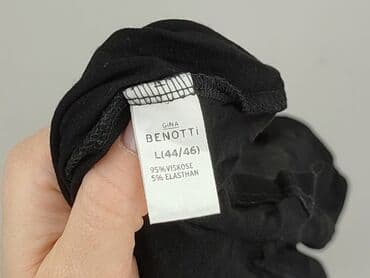 GINA
BENOTTi
L(44/46)
95% VISKOSE
5% ELASTHAN